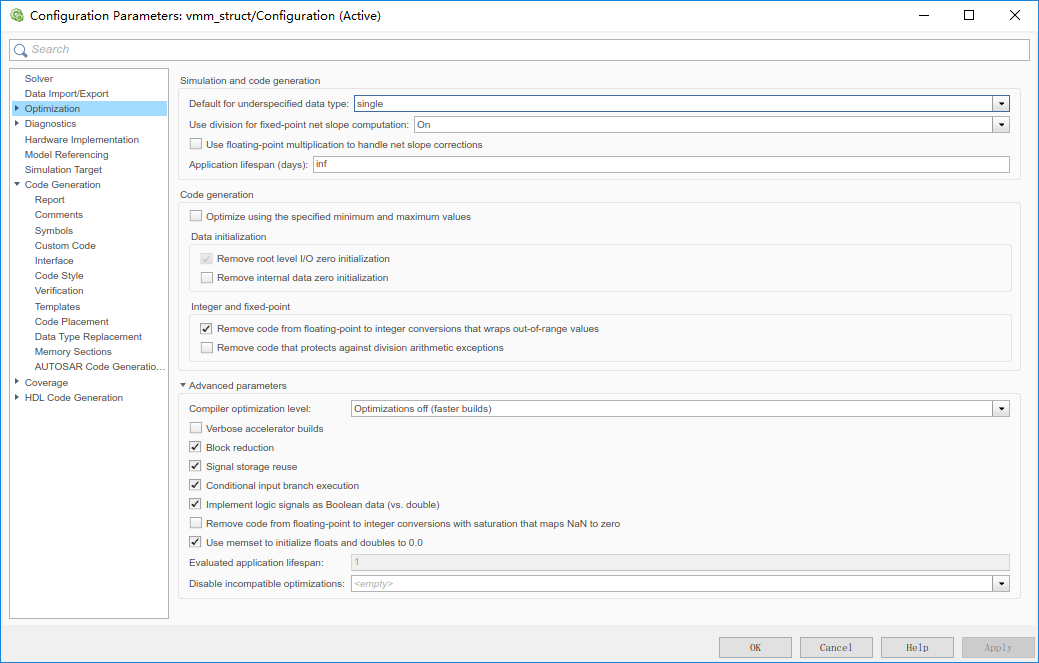 Configuration Parameters: vmm_struct/Configuration (Active)
Search
Solver
Data Import/Export
Optimization
Diagnostics
Hardware Implementation
Model Referencing
Simulation Target
Code Generation
Report
Comments
Symbols
Custom Code
Interface
Code Style
Verification
Templates
Code Placement
Data Type Replacement
Memory Sections
AUTOSAR Code Generatio...
Coverage
HDL Code Generation
Simulation and code generation
Default for underspecified data type: single
Use division for fixed-point net slope computation: On
Use floating-point multiplication to handle net slope corrections
Application lifespan (days): inf
Code generation
Optimize using the specified minimum and maximum values
Data initialization
Remove root level I/O zero initialization
Remove internal data zero initialization
Integer and fixed-point
Remove code from floating-point to integer conversions that wraps out-of-range values
Remove code that protects against division arithmetic exceptions
Advanced parameters
Compiler optimization level: Optimizations off (faster builds)
Verbose accelerator builds
Block reduction
Signal storage reuse
Conditional input branch execution
Implement logic signals as Boolean data (vs. double)
Remove code from floating-point to integer conversions with saturation that maps NaN to zero
Use memset to initialize floats and doubles to 0.0
Evaluated application lifespan: 1
Disable incompatible optimizations: <empty>
OK Cancel Help Apply